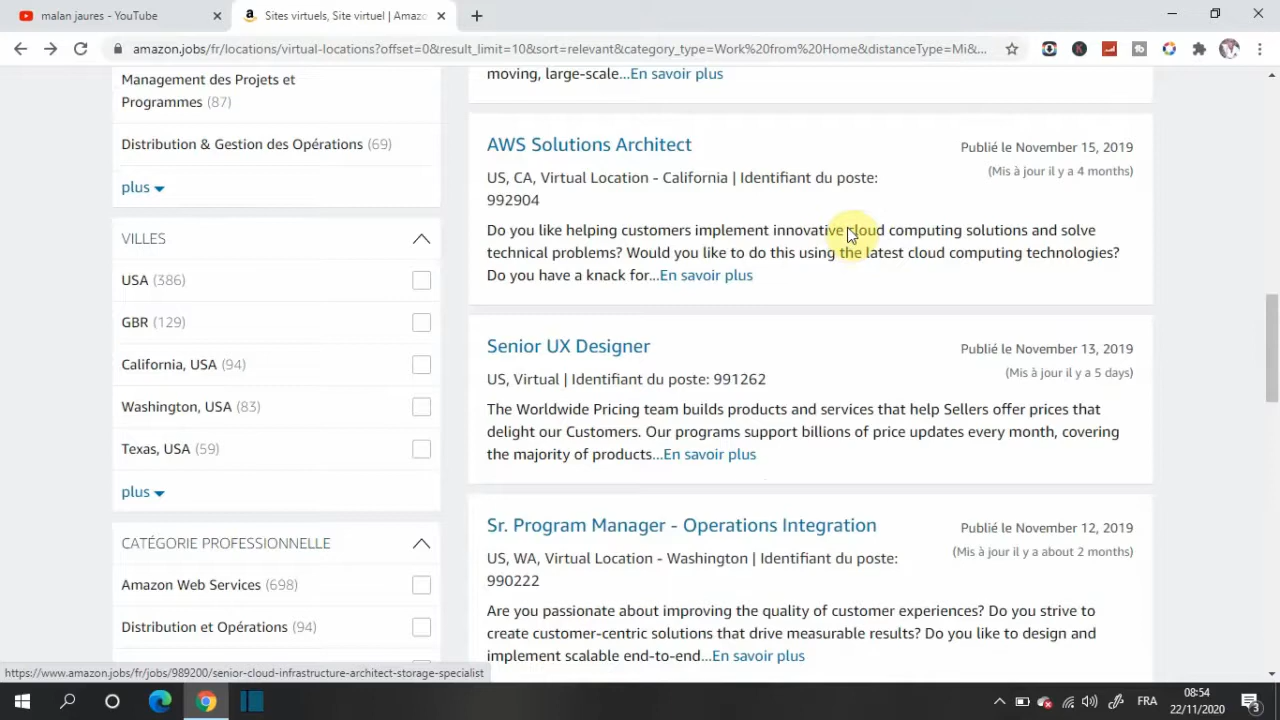 malan jaures - YouTube
Sites virtuels, Site virtuel | Amazo
amazon.jobs/fr/locations/virtual-locations?offset=0&result_limit=10&sort=relevant&category_type=Work%20from%20Home&distanceType=Mi&...
Management des Projets et
Programmes (87)
Distribution & Gestion des Opérations (69)
plus
VILLES
USA (386)
GBR (129)
California, USA (94)
Washington, USA (83)
Texas, USA (59)
plus
CATÉGORIE PROFESSIONNELLE
Amazon Web Services (698)
Distribution et Opérations (94)
moving, large-scale...En savoir plus
AWS Solutions Architect
Publié le November 15, 2019
(Mis à jour il y a 4 months)
US, CA, Virtual Location - California | Identifiant du poste:
992904
Do you like helping customers implement innovative cloud computing solutions and solve
technical problems? Would you like to do this using the latest cloud computing technologies?
Do you have a knack for...En savoir plus
Senior UX Designer
Publié le November 13, 2019
(Mis à jour il y a 5 days)
US, Virtual | Identifiant du poste: 991262
The Worldwide Pricing team builds products and services that help Sellers offer prices that
delight our Customers. Our programs support billions of price updates every month, covering
the majority of products...En savoir plus
Sr. Program Manager - Operations Integration
Publié le November 12, 2019
(Mis à jour il y a about 2 months)
US, WA, Virtual Location - Washington | Identifiant du poste:
990222
Are you passionate about improving the quality of customer experiences? Do you strive to
create customer-centric solutions that drive measurable results? Do you like to design and
implement scalable end-to-end...En savoir plus
https://www.amazon.jobs/fr/jobs/989200/senior-cloud-infrastructure-architect-storage-specialist
FRA
08:54
22/11/2020
3